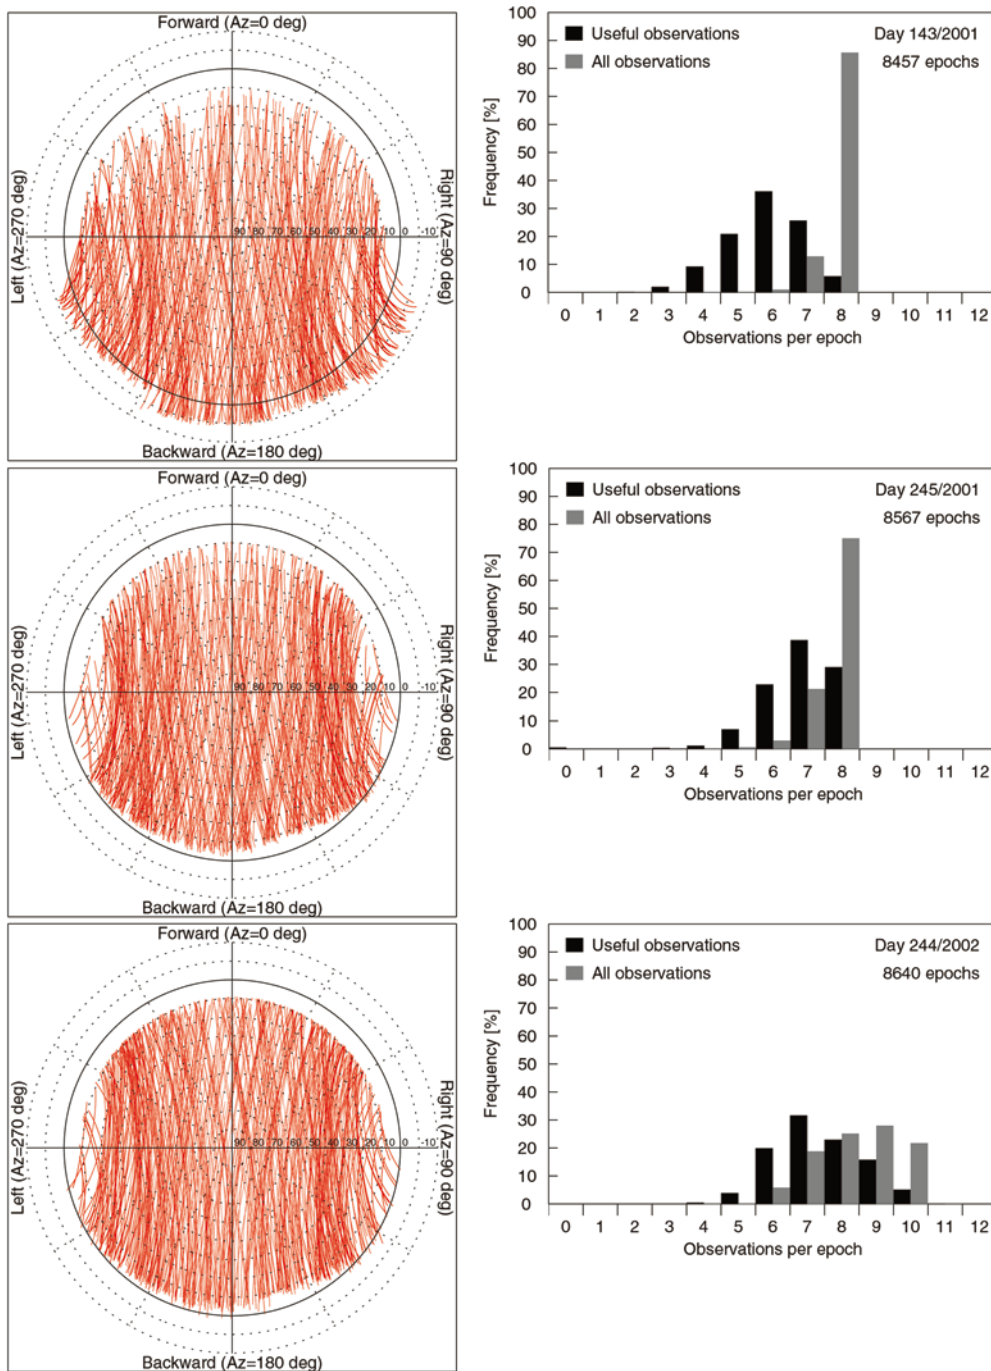 Forward (Az=0 deg)
Left (Az=270 deg)
Right (Az=90 deg)
90 80 70 60 50 40 30 20 10 0 -10
Backward (Az=180 deg)
100
90
80
70
60
50
40
30
20
10
0
Frequency [%]
Useful observations
All observations
Day 143/2001
8457 epochs
0 1 2 3 4 5 6 7 8 9 10 11 12
Observations per epoch
Forward (Az=0 deg)
Left (Az=270 deg)
Right (Az=90 deg)
90 80 70 60 50 40 30 20 10 0 -10
Backward (Az=180 deg)
100
90
80
70
60
50
40
30
20
10
0
Frequency [%]
Useful observations
All observations
Day 245/2001
8567 epochs
0 1 2 3 4 5 6 7 8 9 10 11 12
Observations per epoch
Forward (Az=0 deg)
Left (Az=270 deg)
Right (Az=90 deg)
90 80 70 60 50 40 30 20 10 0 -10
Backward (Az=180 deg)
100
90
80
70
60
50
40
30
20
10
0
Frequency [%]
Useful observations
All observations
Day 244/2002
8640 epochs
0 1 2 3 4 5 6 7 8 9 10 11 12
Observations per epoch